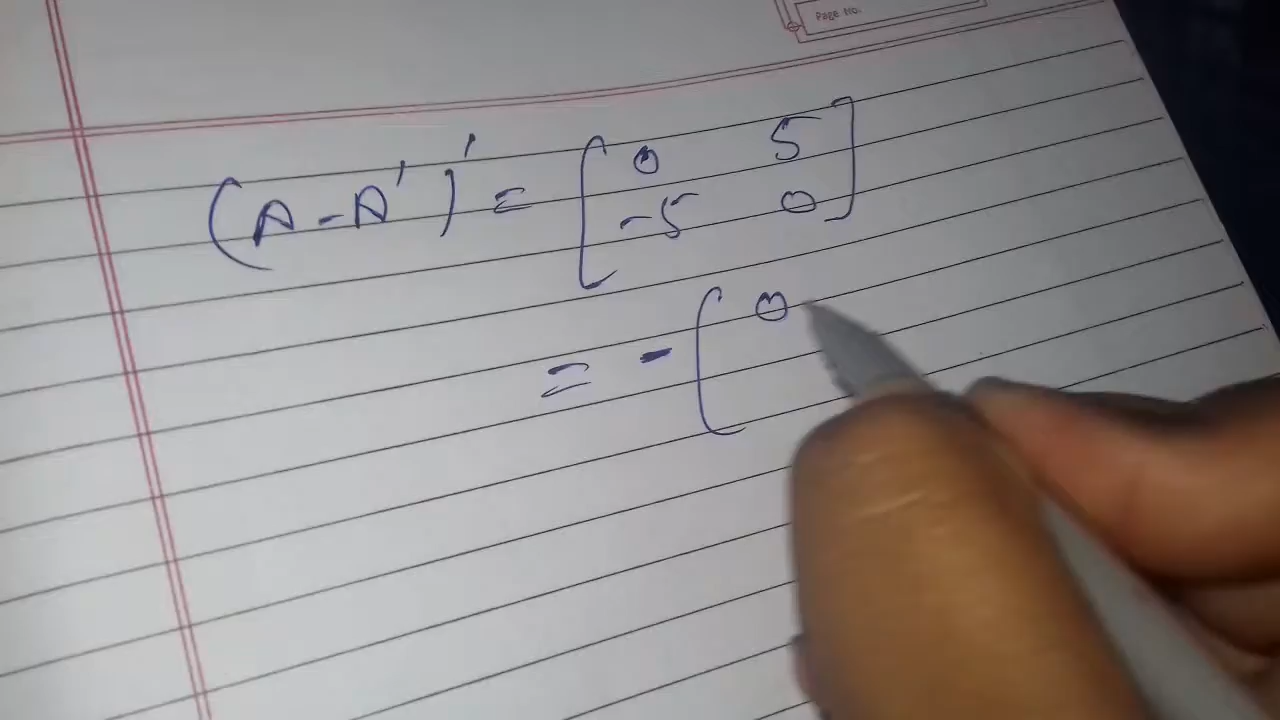 Page No.
(A - A')' = [ 0 5
-5 0 ]
= - [ 0